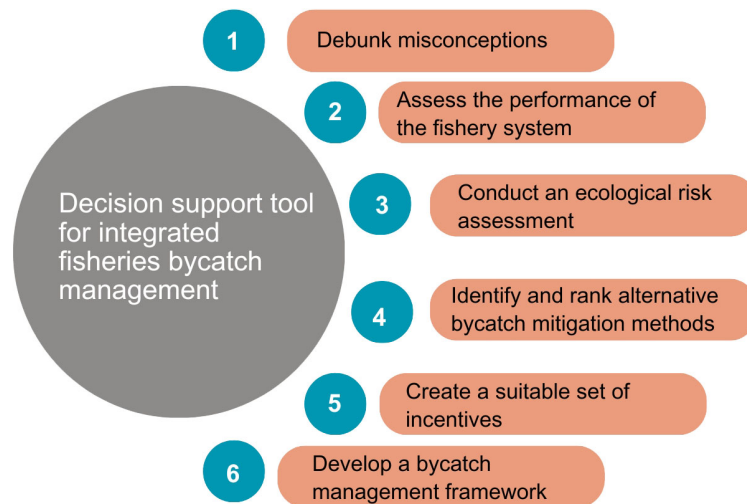 Decision support tool
for integrated
fisheries bycatch
management
1
Debunk misconceptions
2
Assess the performance of
the fishery system
3
Conduct an ecological risk
assessment
4
Identify and rank alternative
bycatch mitigation methods
5
Create a suitable set of
incentives
6
Develop a bycatch
management framework